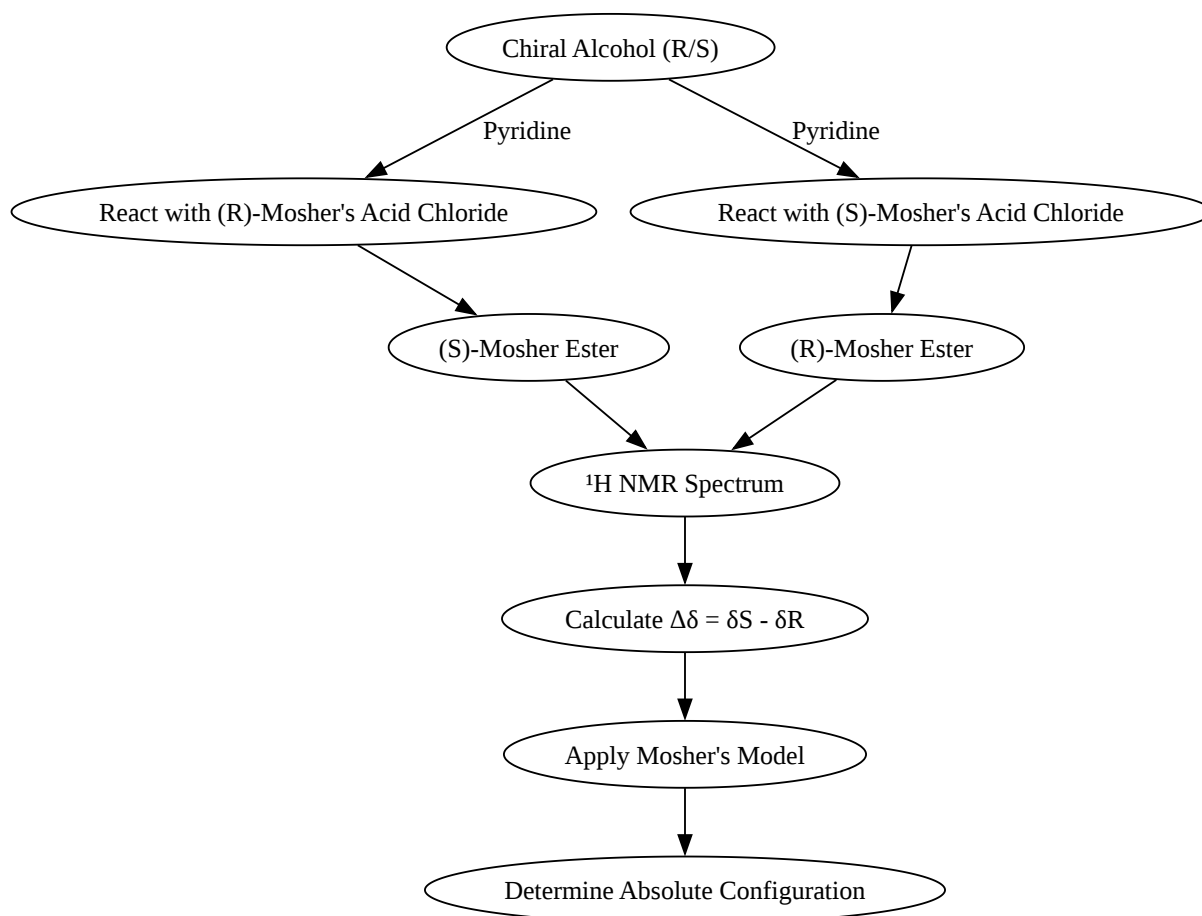 Chiral Alcohol (R/S)
Pyridine
Pyridine
React with (R)-Mosher's Acid Chloride
React with (S)-Mosher's Acid Chloride
(S)-Mosher Ester
(R)-Mosher Ester
¹H NMR Spectrum
Calculate Δδ = δS - δR
Apply Mosher's Model
Determine Absolute Configuration